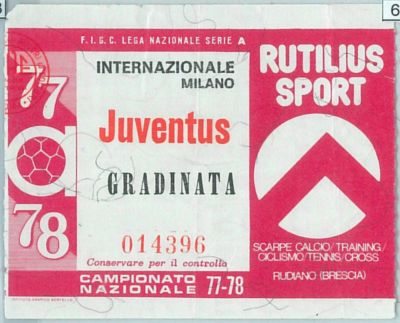 F.I.G.C. LEGA NAZIONALE SERIE A
77
a
78
INTERNAZIONALE
MILANO
Juventus
GRADINATA
014396
Conservare per il controllo
CAMPIONATO
NAZIONALE 77-78
RUTILIUS
SPORT
SCARPE CALCIO/TRAINING/
CICLISMO/TENNIS/CROSS
RUDIANO (BRESCIA)
6